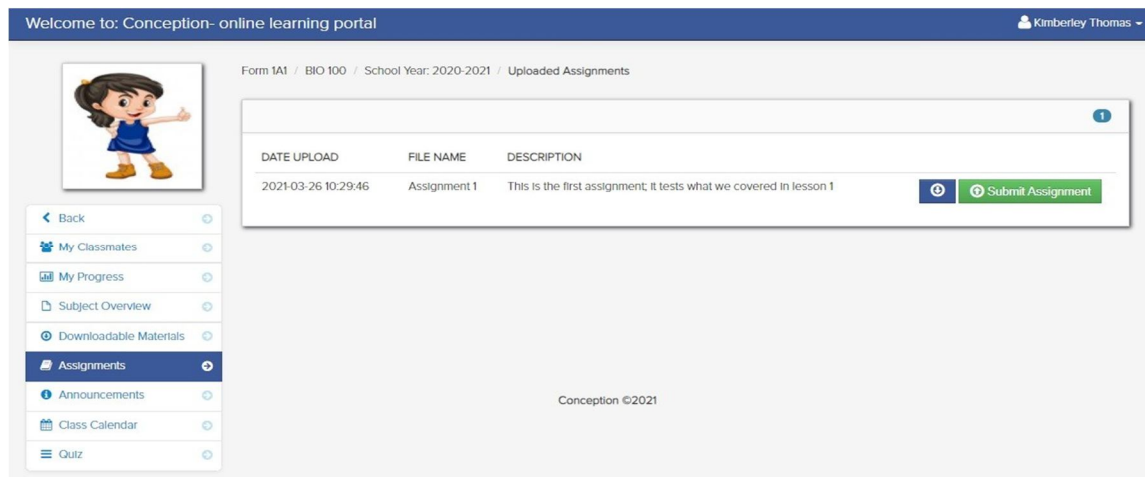 Welcome to: Conception- online learning portal
Kimberley Thomas
Form 1A1 / BIO 100 / School Year: 2020-2021 / Uploaded Assignments
1
DATE UPLOAD FILE NAME DESCRIPTION
2021-03-26 10:29:46 Assignment 1 This is the first assignment; it tests what we covered in lesson 1
Submit Assignment
Back
My Classmates
My Progress
Subject Overview
Downloadable Materials
Assignments
Announcements
Class Calendar
Quiz
Conception ©2021